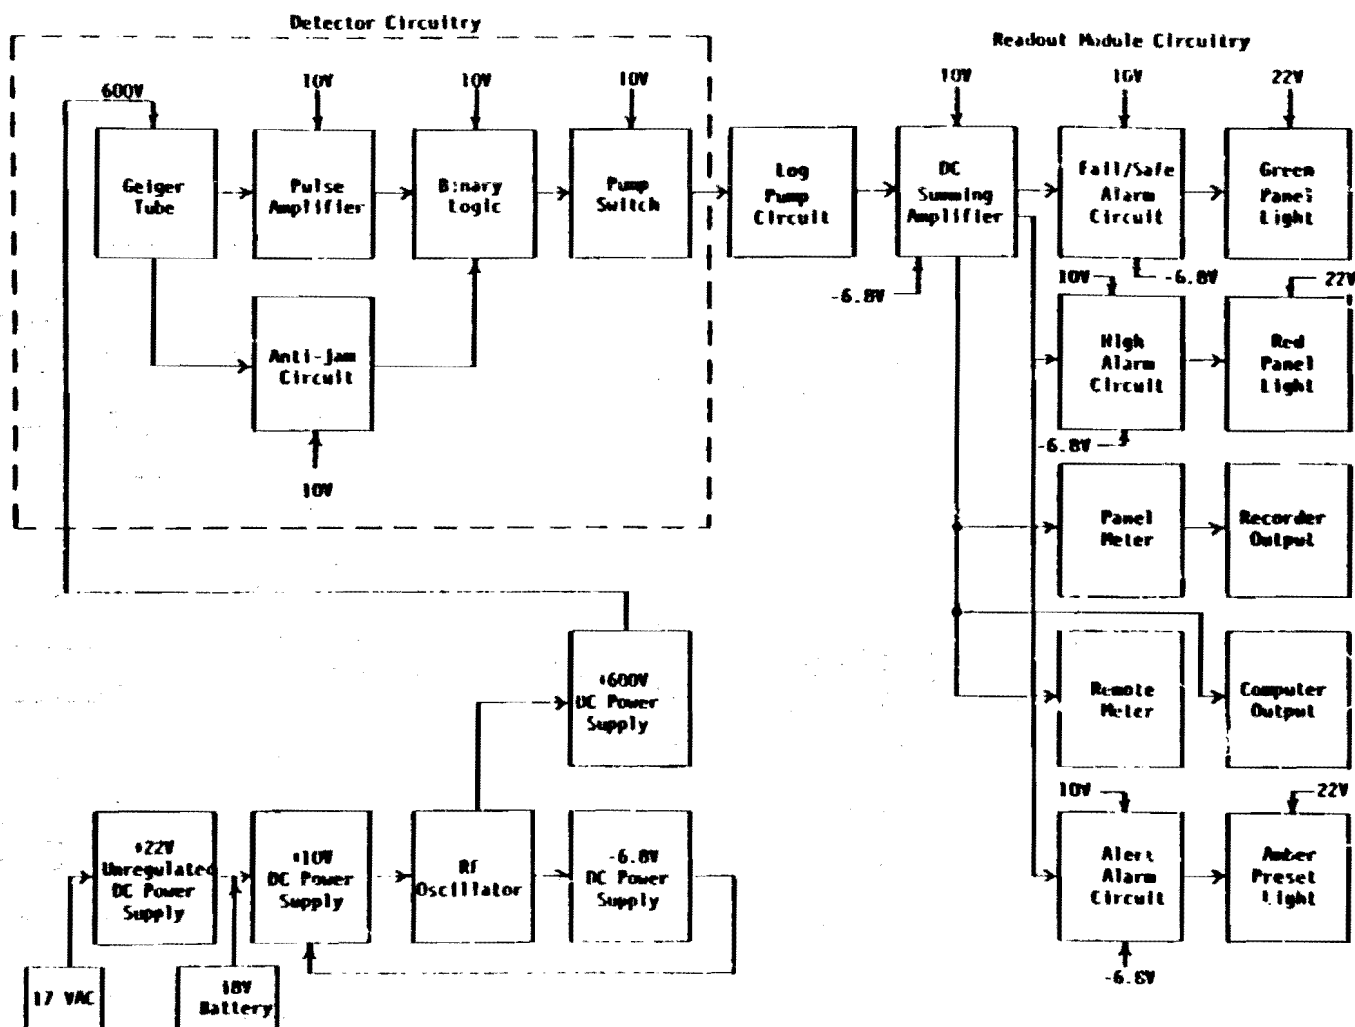 Detector Circuitry
Readout Module Circuitry
600V
10V
10V
10V
10V
10V
22V
Geiger
Tube
Pulse
Amplifier
Binary
Logic
Pump
Switch
Log
Pump
Circuit
DC
Summing
Amplifier
Fail/Safe
Alarm
Circuit
Green
Panel
Light
-6.8V
-6.8V
10V
22V
Anti-Jam
Circuit
10V
High
Alarm
Circuit
Red
Panel
Light
-6.8V
Panel
Meter
Recorder
Output
+600V
DC Power
Supply
Remote
Meter
Computer
Output
10V
22V
+22V
Unregulated
DC Power
Supply
+10V
DC Power
Supply
Rf
Oscillator
-6.8V
DC Power
Supply
Alert
Alarm
Circuit
Amber
Preset
Light
-6.8V
17 VAC
18V
Battery